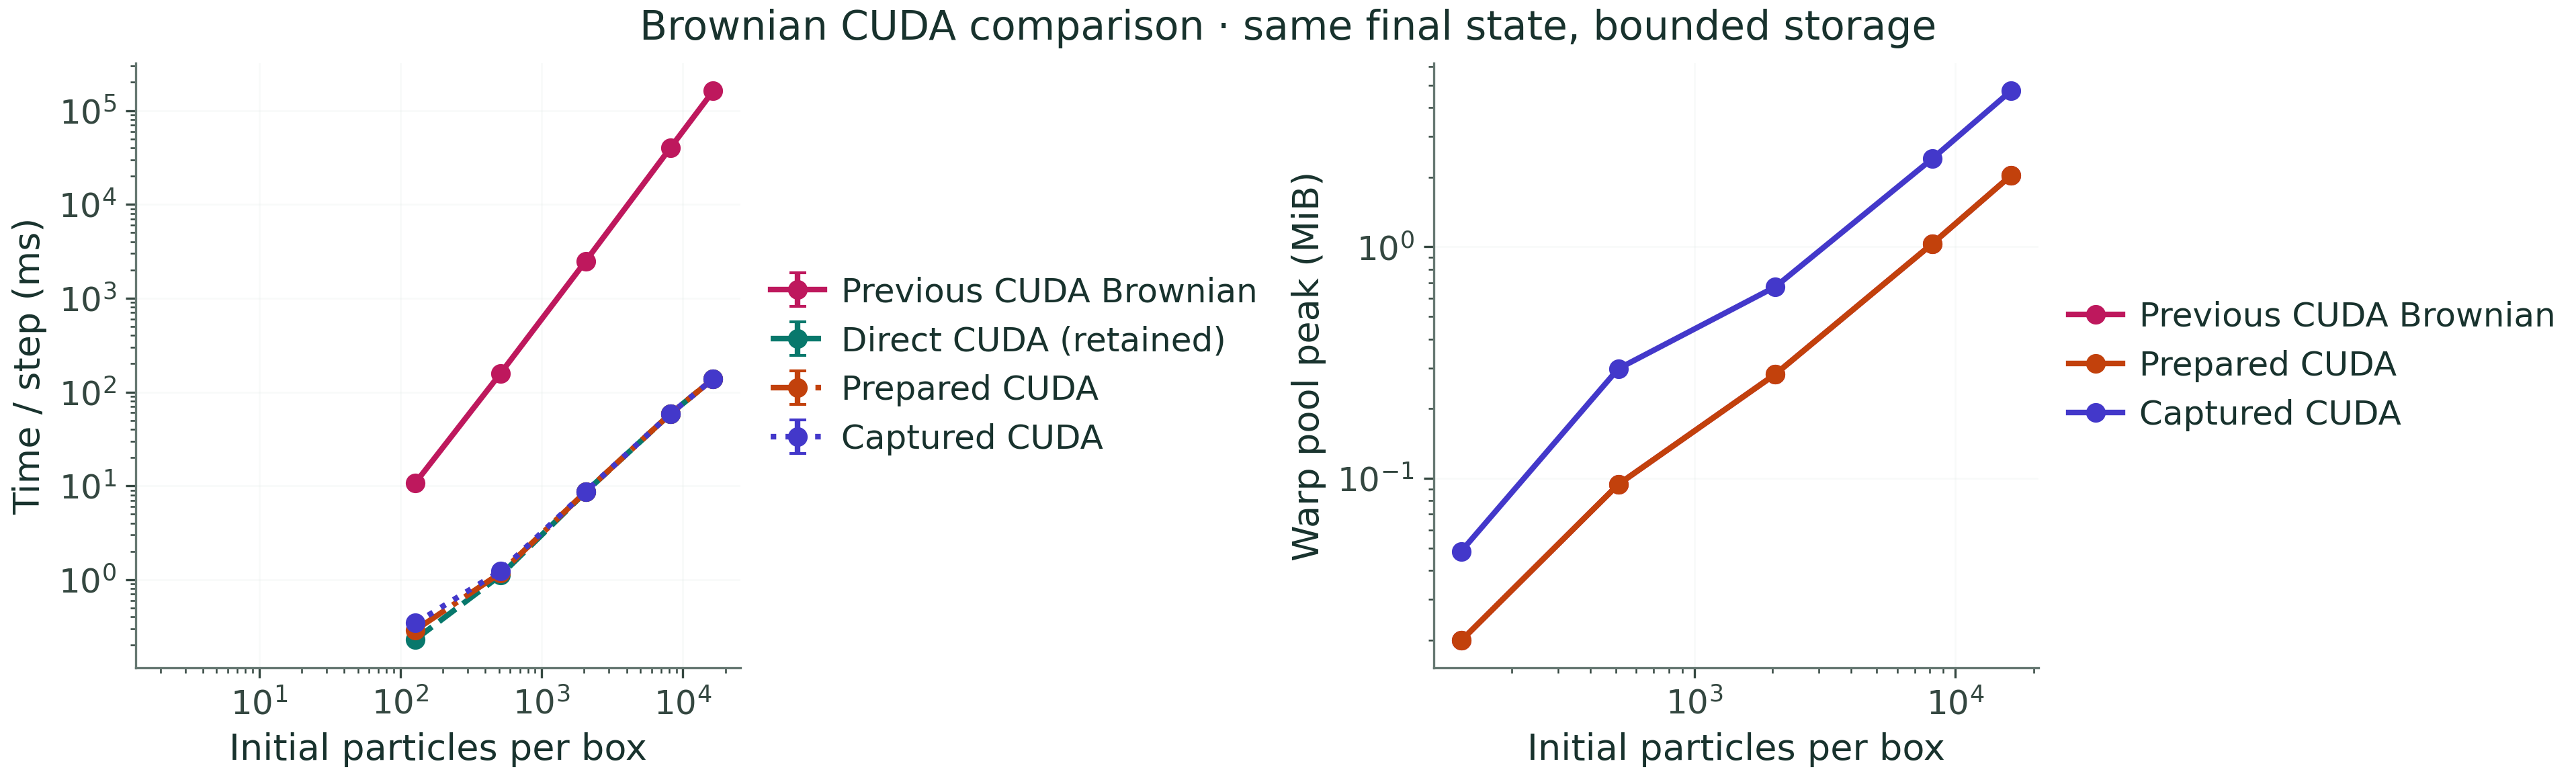 Brownian CUDA comparison · same final state, bounded storage
Time / step (ms)
10^5
10^4
10^3
10^2
10^1
10^0
10^1 10^2 10^3 10^4
Initial particles per box
Previous CUDA Brownian
Direct CUDA (retained)
Prepared CUDA
Captured CUDA
Warp pool peak (MiB)
10^0
10^−1
10^3 10^4
Initial particles per box
Previous CUDA Brownian
Prepared CUDA
Captured CUDA